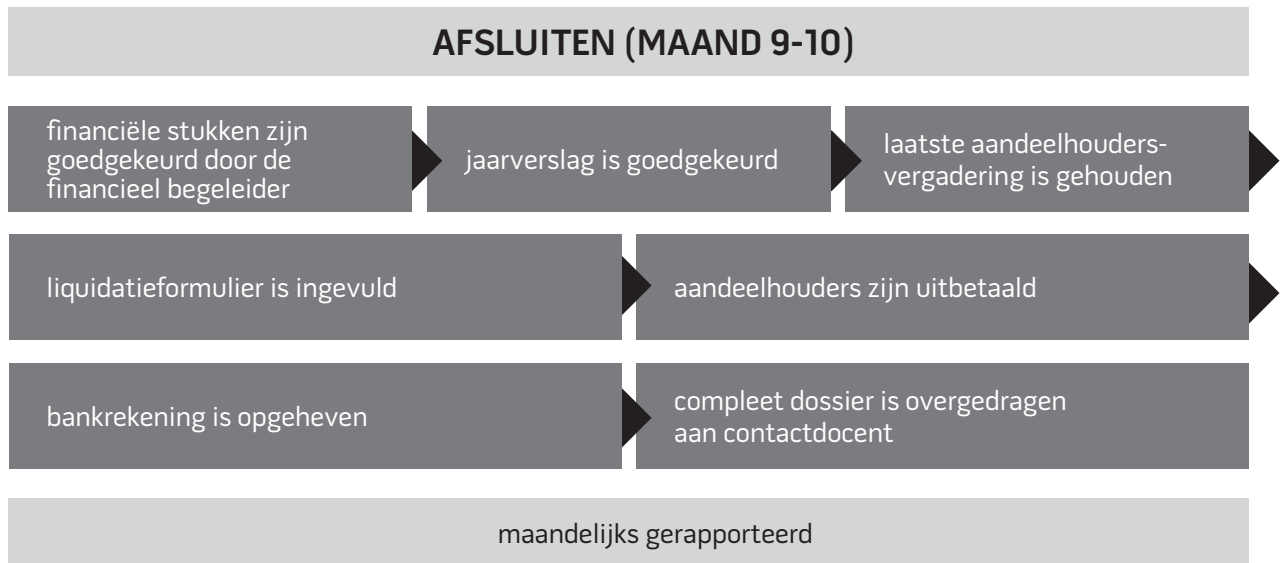 AFSLUITEN (MAAND 9-10)
financiële stukken zijn
goedgekeurd door de
financieel begeleider
jaarverslag is goedgekeurd
laatste aandeelhouders-
vergadering is gehouden
liquidatieformulier is ingevuld
aandeelhouders zijn uitbetaald
bankrekening is opgeheven
compleet dossier is overgedragen
aan contactdocent
maandelijks gerapporteerd